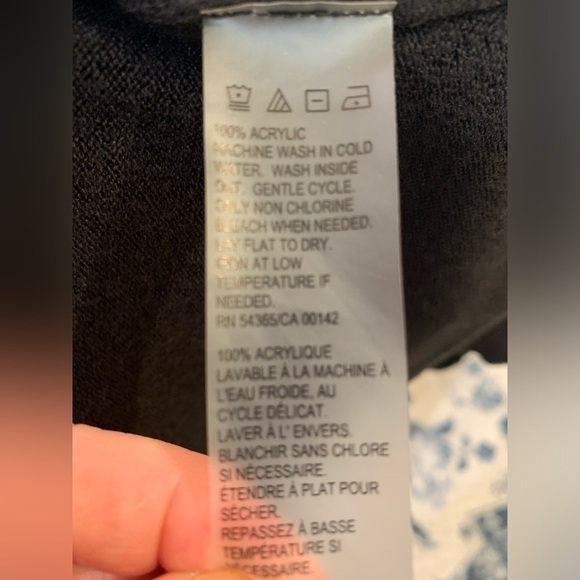 100% ACRYLIC
MACHINE WASH IN COLD
WATER. WASH INSIDE
OUT. GENTLE CYCLE.
ONLY NON CHLORINE
BLEACH WHEN NEEDED.
LAY FLAT TO DRY.
IRON AT LOW
TEMPERATURE IF
NEEDED.
RN 54365/CA 00142
100% ACRYLIQUE
LAVABLE À LA MACHINE À
L'EAU FROIDE, AU
CYCLE DÉLICAT.
LAVER À L' ENVERS.
BLANCHIR SANS CHLORE
SI NÉCESSAIRE.
ÉTENDRE À PLAT POUR
SÉCHER.
REPASSEZ À BASSE
TEMPÉRATURE SI
NÉCESSAIRE.